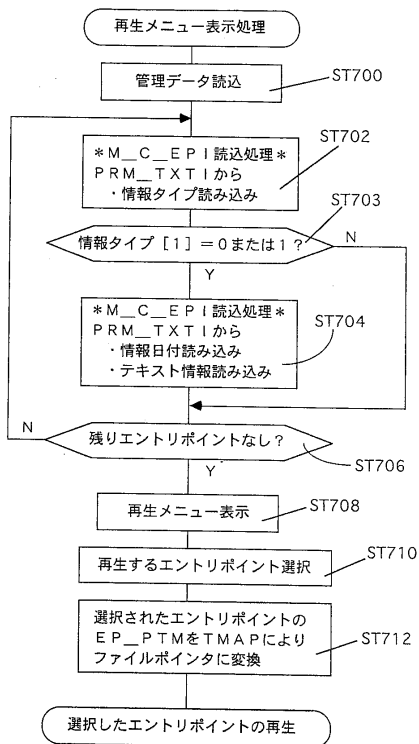 再生メニュー表示処理
管理データ読込
ST700
＊M＿C＿EPI読込処理＊
PRM＿TXTIから
・情報タイプ読み込み
ST702
ST703
情報タイプ［1］＝0または1？
N
Y
＊M＿C＿EPI読込処理＊
PRM＿TXTIから
・情報日付読み込み
・テキスト情報読み込み
ST704
N
残りエントリポイントなし？
ST706
Y
再生メニュー表示
ST708
再生するエントリポイント選択
ST710
選択されたエントリポイントの
EP＿PTMをTMAPにより
ファイルポインタに変換
ST712
選択したエントリポイントの再生